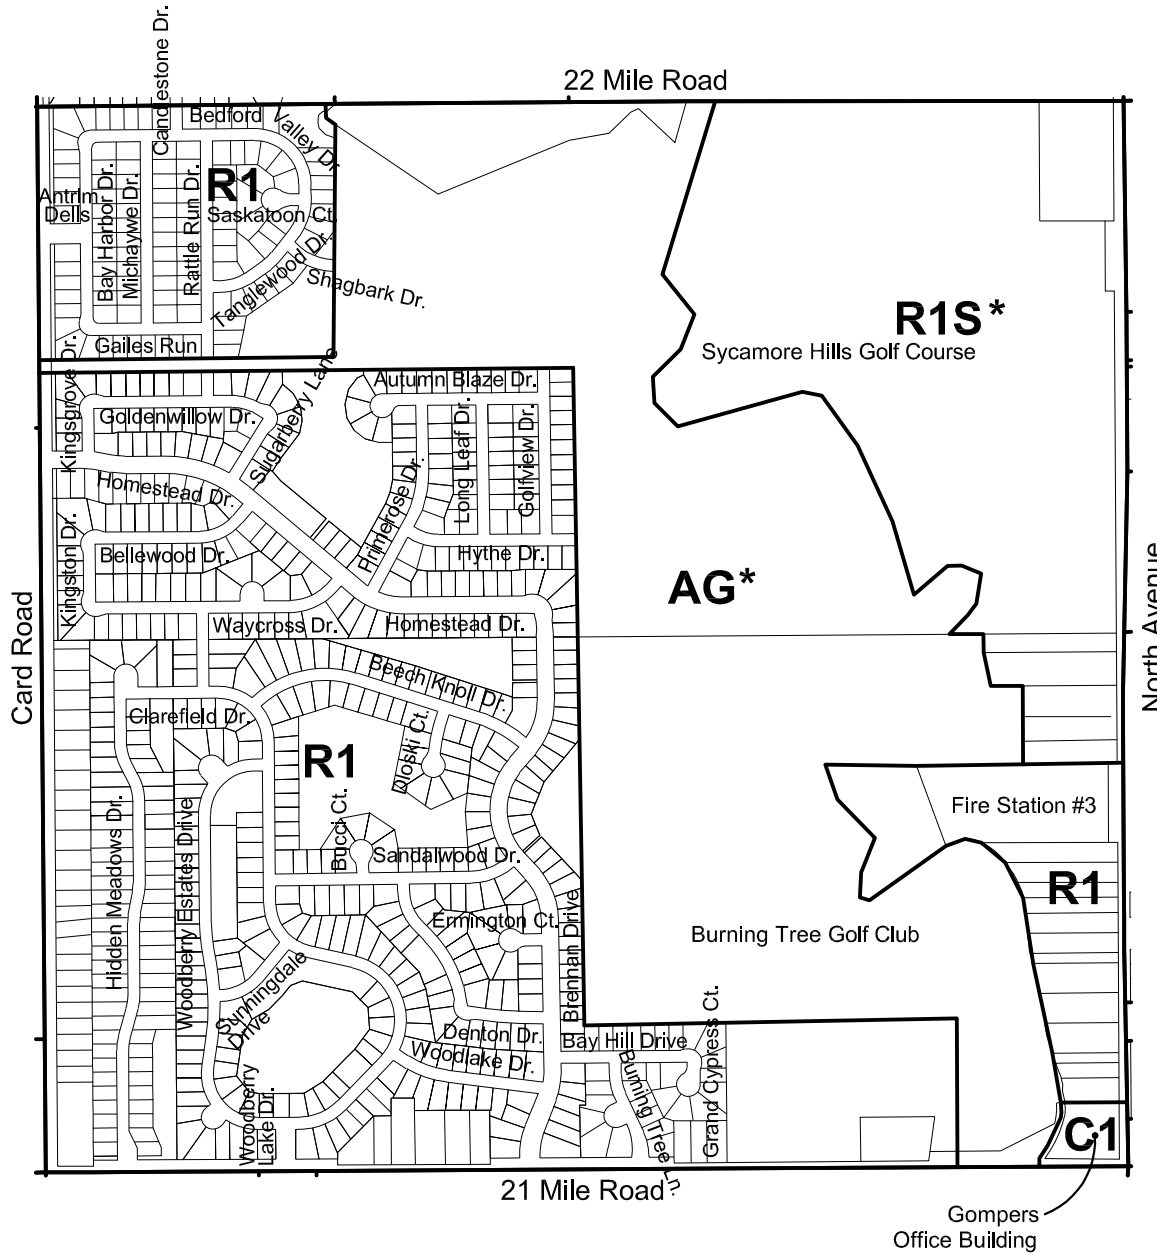 Candlestone Dr.
22 Mile Road
Bedford
Valley Dr.
R1
Antrim
Dells
Bay Harbor Dr.
Michaywe Dr.
Rattle Run Dr.
Saskatoon Ct.
Tanglewood Dr.
Shagbark Dr.
Gailes Run
R1S*
Sycamore Hills Golf Course
Kingsgrove Dr.
Goldenwillow Dr.
Sugarberry Lane
Autumn Blaze Dr.
Long Leaf Dr.
Golfview Dr.
Homestead Dr.
Primerose Dr.
Bellewood Dr.
Hythe Dr.
Kingston Dr.
AG*
Waycross Dr.
Homestead Dr.
Card Road
North Avenue
Beech Knoll Dr.
Clarefield Dr.
Dloski Ct.
R1
Fire Station #3
Bucci Ct.
Sandalwood Dr.
Hidden Meadows Dr.
Woodberry Estates Drive
R1
Ermington Ct.
Brennan Drive
Burning Tree Golf Club
Sunningdale
Drive
Denton Dr.
Bay Hill Drive
Grand Cypress Ct.
Woodlake Dr.
Burning Tree Ln.
Woodberry
Lake Dr.
C1
21 Mile Road
Gompers
Office Building